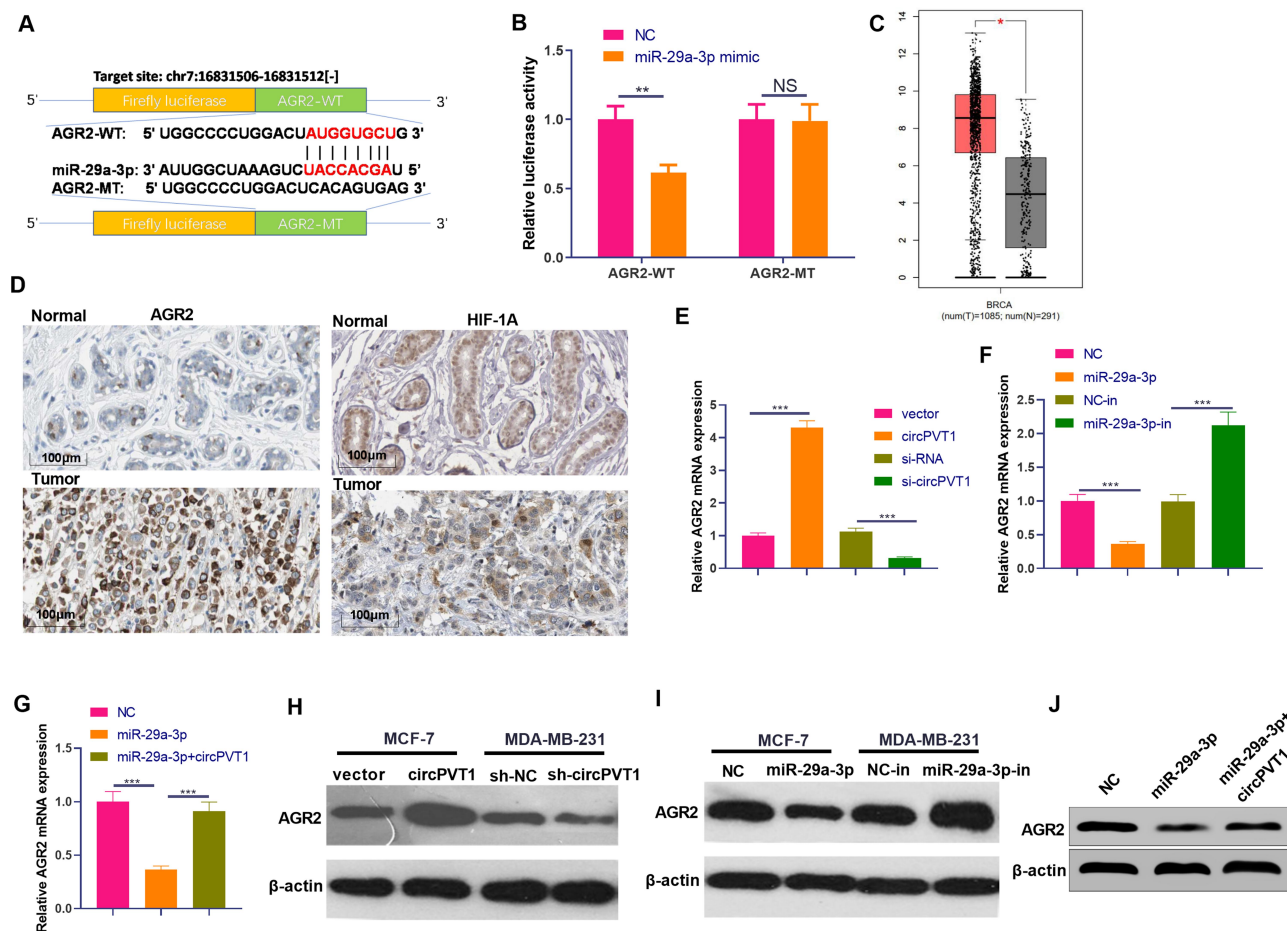 A
Target site: chr7:16831506-16831512[-]
5'
Firefly luciferase
AGR2-WT
3'
AGR2-WT: 5' UGGCCCCUGGACUAUGGUGCUG 3'
miR-29a-3p: 3' AUUGGCUAAAGUCUACCACGAU 5'
AGR2-MT: 5' UGGCCCCUGGACUCACAGUGAG 3'
5'
Firefly luciferase
AGR2-MT
3'
B
NC
miR-29a-3p mimic
Relative luciferase activity
1.5
1.0
0.5
0.0
**
NS
AGR2-WT
AGR2-MT
C
*
14
12
10
8
6
4
2
0
BRCA
(num(T)=1085; num(N)=291)
D
Normal
AGR2
100μm
Normal
HIF-1A
100μm
Tumor
100μm
Tumor
100μm
E
Relative AGR2 mRNA expression
5
4
3
2
1
0
***
***
vector
circPVT1
si-RNA
si-circPVT1
F
NC
miR-29a-3p
NC-in
miR-29a-3p-in
Relative AGR2 mRNA expression
2.5
2.0
1.5
1.0
0.5
0.0
***
***
G
NC
miR-29a-3p
miR-29a-3p+circPVT1
Relative AGR2 mRNA expression
1.5
1.0
0.5
0.0
***
***
H
MCF-7
MDA-MB-231
vector
circPVT1
sh-NC
sh-circPVT1
AGR2
β-actin
I
MCF-7
MDA-MB-231
NC
miR-29a-3p
NC-in
miR-29a-3p-in
AGR2
β-actin
J
NC
miR-29a-3p
miR-29a-3p+
circPVT1
AGR2
β-actin